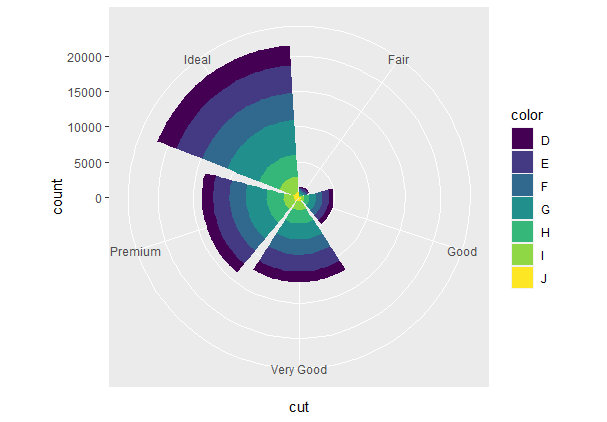 Ideal
Fair
20000
15000
10000
5000
0
count
Premium
Good
Very Good
cut
color
D
E
F
G
H
I
J